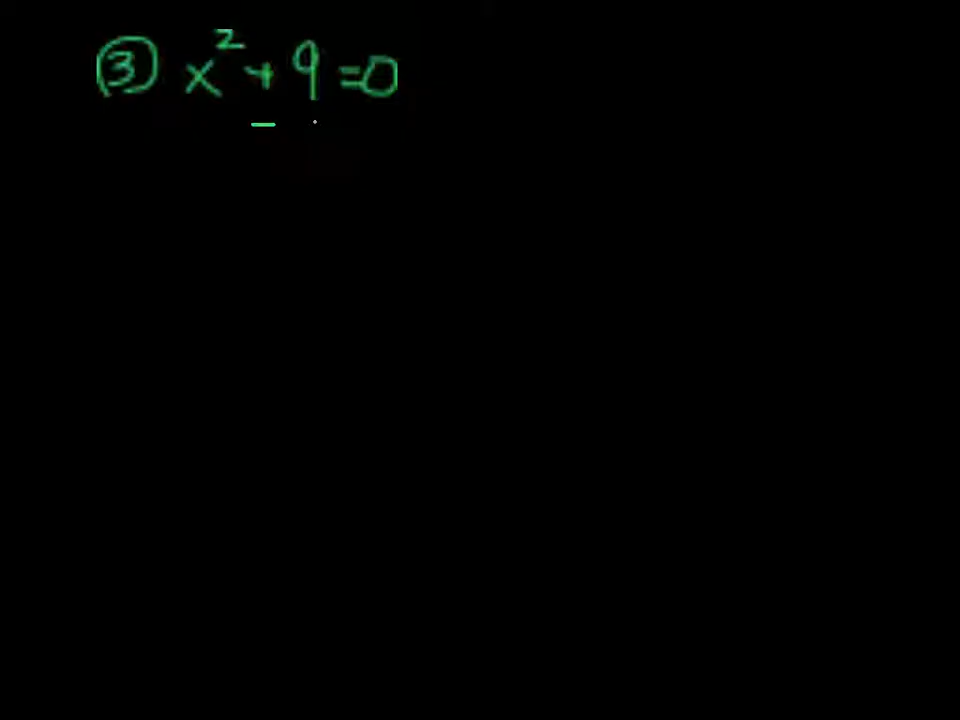 ③ x² + 9 = 0
−